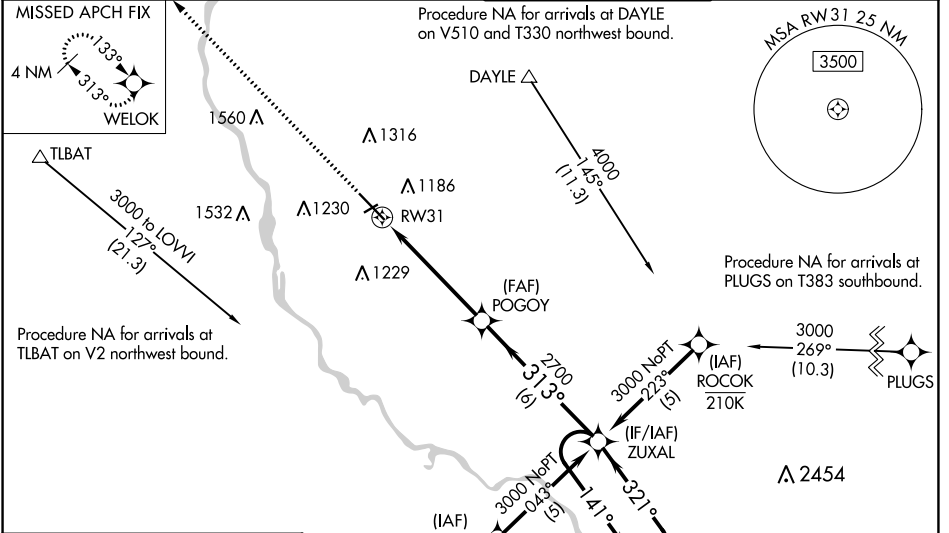 MISSED APCH FIX
4 NM
133°
313°
WELOK
Procedure NA for arrivals at DAYLE
on V510 and T330 northwest bound.
MSA RW31 25 NM
3500
DAYLE
4000
145°
(11.3)
1560
1316
TLBAT
3000 to LOVVI
127°
(21.3)
1186
1532
1230
RW31
1229
Procedure NA for arrivals at
PLUGS on T383 southbound.
(FAF)
POGOY
Procedure NA for arrivals at
TLBAT on V2 northwest bound.
2700
313°
(6)
3000 NoPT
223°
(5)
(IAF)
ROCOK
210K
3000
269°
(10.3)
PLUGS
(IF/IAF)
ZUXAL
2454
3000 NoPT
043°
(5)
141°
321°
(IAF)